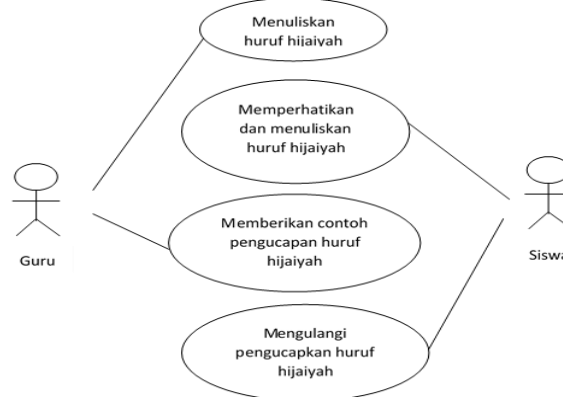 Menuliskan
huruf hijaiyah
Memperhatikan
dan menuliskan
huruf hijaiyah
Memberikan contoh
pengucapan huruf
hijaiyah
Mengulangi
pengucapkan huruf
hijaiyah
Guru
Siswa